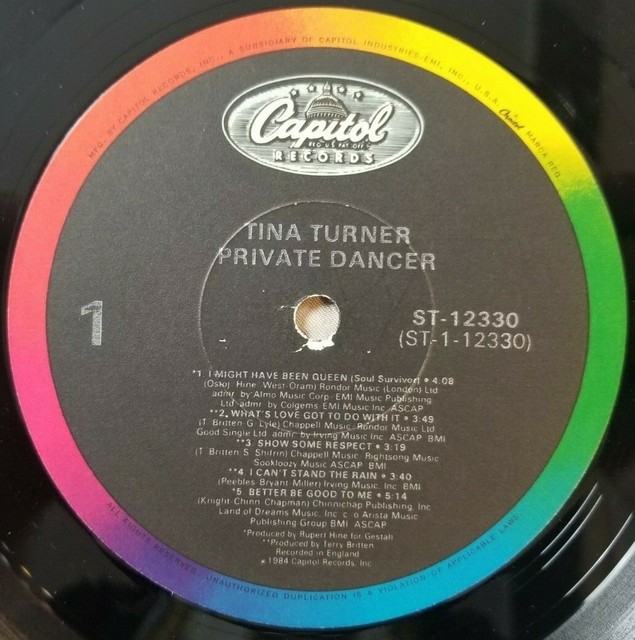 MFG. BY CAPITOL RECORDS, INC., A SUBSIDIARY OF CAPITOL INDUSTRIES-EMI, INC., U.S.A. Capitol MARCA REG.
Capitol
REG. U.S. PAT. OFF.
RECORDS
TINA TURNER
PRIVATE DANCER
1
ST-12330
(ST-1-12330)
*1. I MIGHT HAVE BEEN QUEEN (Soul Survivor) • 4:08
(Obstoj Hine West-Oram) Rondor Music (London) Ltd
admr. by Almo Music Corp-EMI Music Publishing
Ltd admr by Colgems EMI Music Inc ASCAP
**2. WHAT'S LOVE GOT TO DO WITH IT • 3:49
(T. Britten G. Lyle) Chappell Music Rondor Music Ltd
Good Single Ltd admr. by Irving Music Inc ASCAP BMI
**3. SHOW SOME RESPECT • 3:19
(T. Britten S. Shifrin) Chappell Music Rightsong Music
Sookloozy Music ASCAP BMI
**4. I CAN'T STAND THE RAIN • 3:40
(Peebles Bryant Miller) Irving Music Inc. BMI
*5. BETTER BE GOOD TO ME • 5:14
(Knight Chinn Chapman) Chinnichap Publishing, Inc
Land of Dreams Music, Inc c o Arista Music
Publishing Group BMI ASCAP
*Produced by Rupert Hine for Gestalt
**Produced by Terry Britten
Recorded in England
℗ 1984 Capitol Records, Inc
ALL RIGHTS RESERVED. UNAUTHORIZED DUPLICATION IS A VIOLATION OF APPLICABLE LAWS.